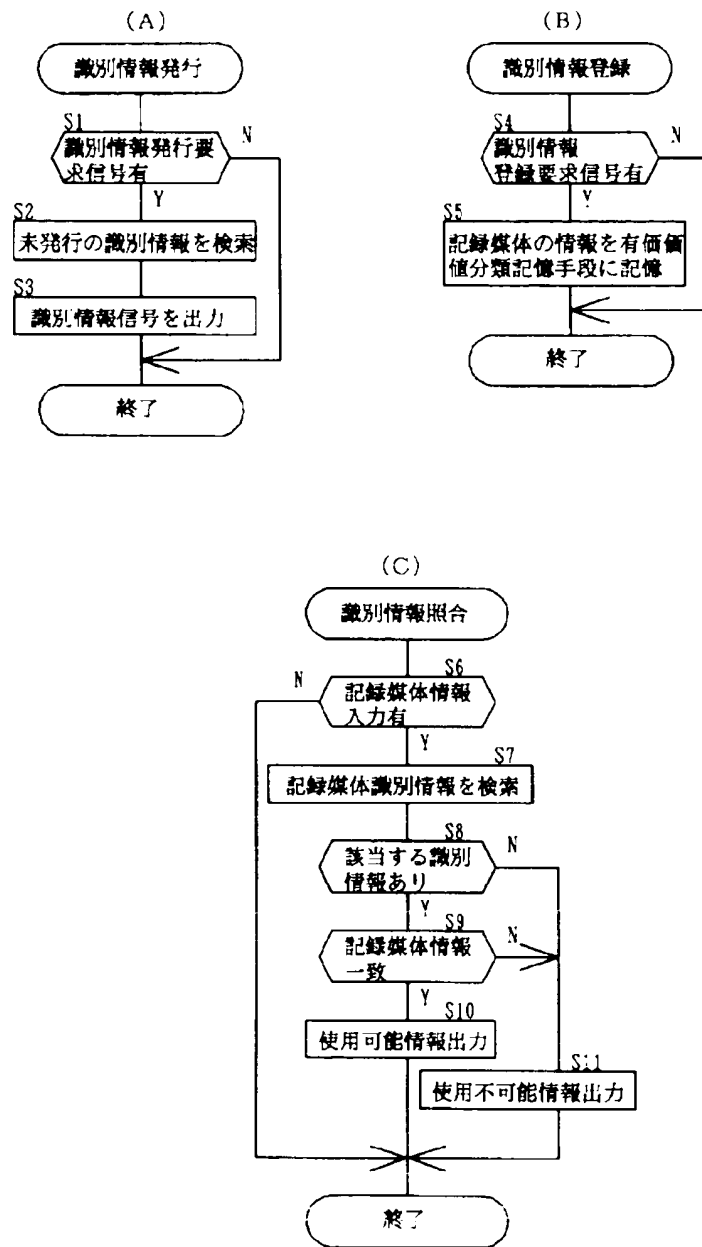 (A)
識別情報発行
S1
N
識別情報発行要
求信号有
Y
S2
未発行の識別情報を検索
S3
識別情報信号を出力
終了
(B)
識別情報登録
S4
N
識別情報
登録要求信号有
Y
S5
記録媒体の情報を有価価
値分類記憶手段に記憶
終了
(C)
識別情報照合
S6
N
記録媒体情報
入力有
Y
S7
記録媒体識別情報を検索
S8
N
該当する識別
情報あり
Y
S9
N
記録媒体情報
一致
Y
S10
使用可能情報出力
S11
使用不可能情報出力
終了